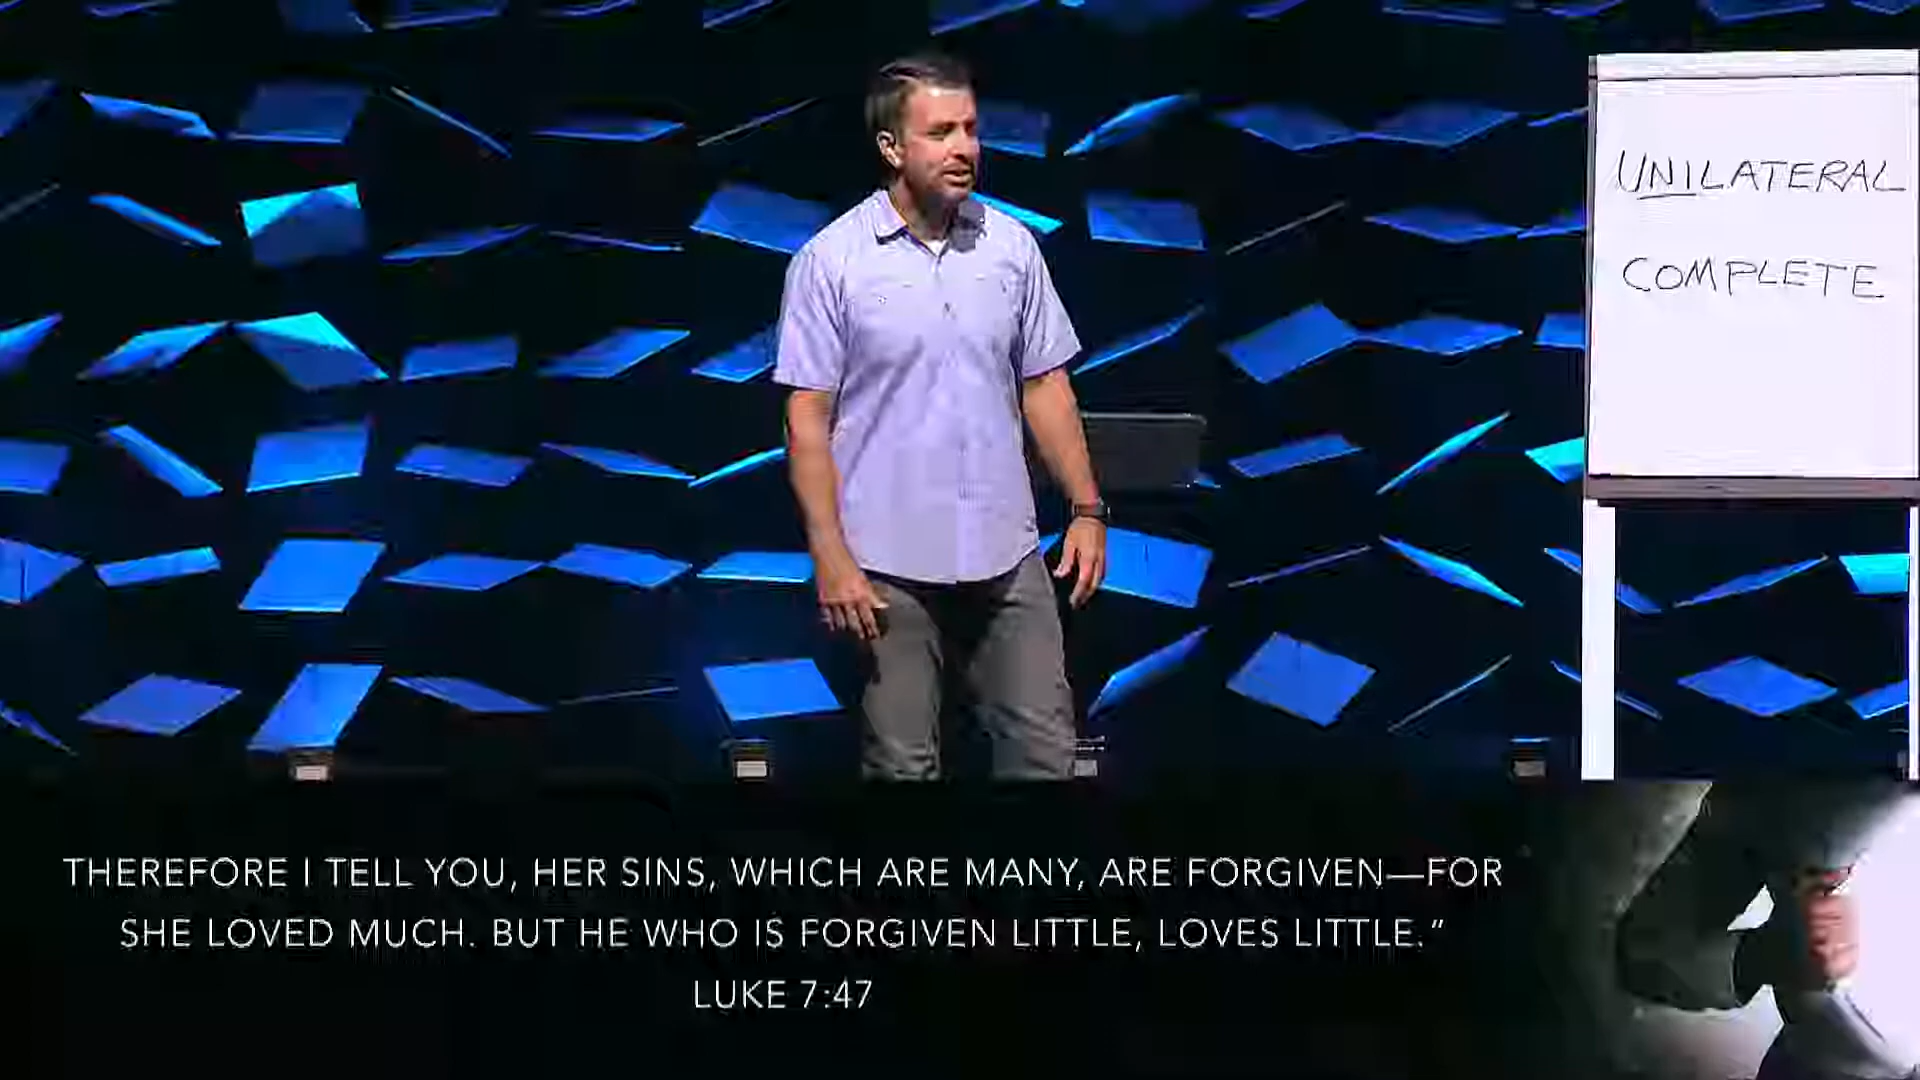 UNILATERAL
COMPLETE
THEREFORE I TELL YOU, HER SINS, WHICH ARE MANY, ARE FORGIVEN—FOR
SHE LOVED MUCH. BUT HE WHO IS FORGIVEN LITTLE, LOVES LITTLE.”
LUKE 7:47